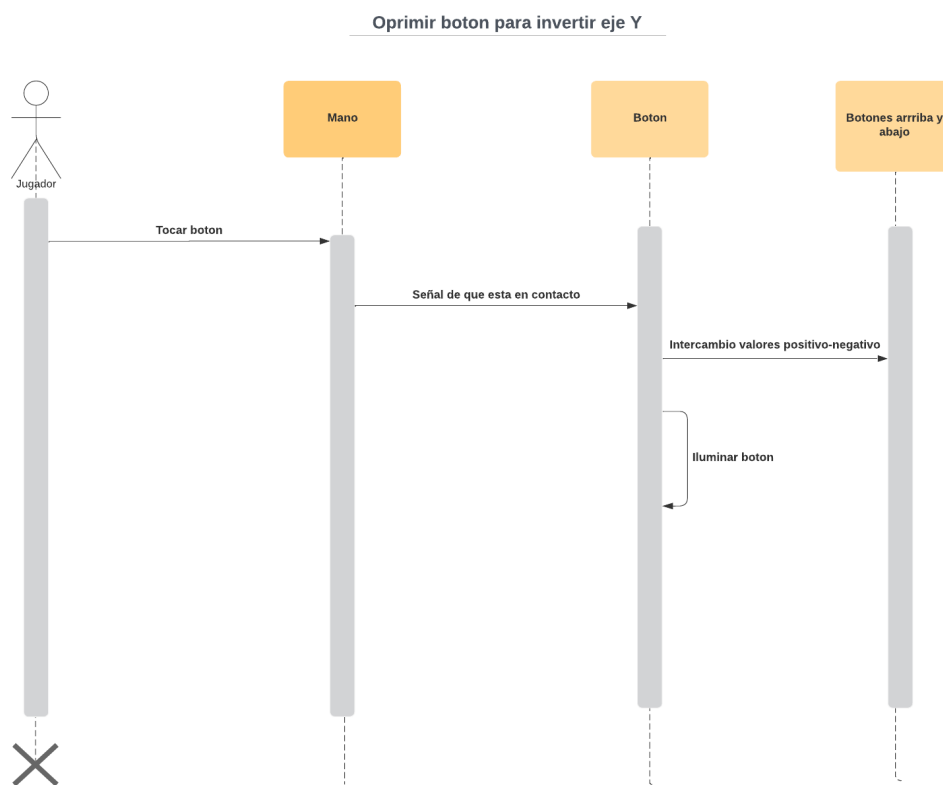 Oprimir boton para invertir eje Y
Mano
Boton
Botones arrriba y
abajo
Jugador
Tocar boton
Señal de que esta en contacto
Intercambio valores positivo-negativo
Iluminar boton